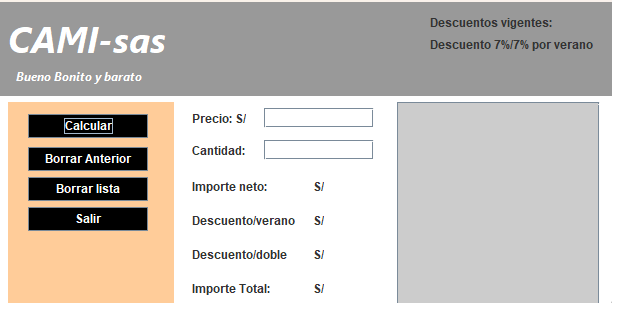 CAMI-sas
Bueno Bonito y barato
Descuentos vigentes:
Descuento 7%/7% por verano
Calcular
Borrar Anterior
Borrar lista
Salir
Precio: S/
Cantidad:
Importe neto: S/
Descuento/verano S/
Descuento/doble S/
Importe Total: S/